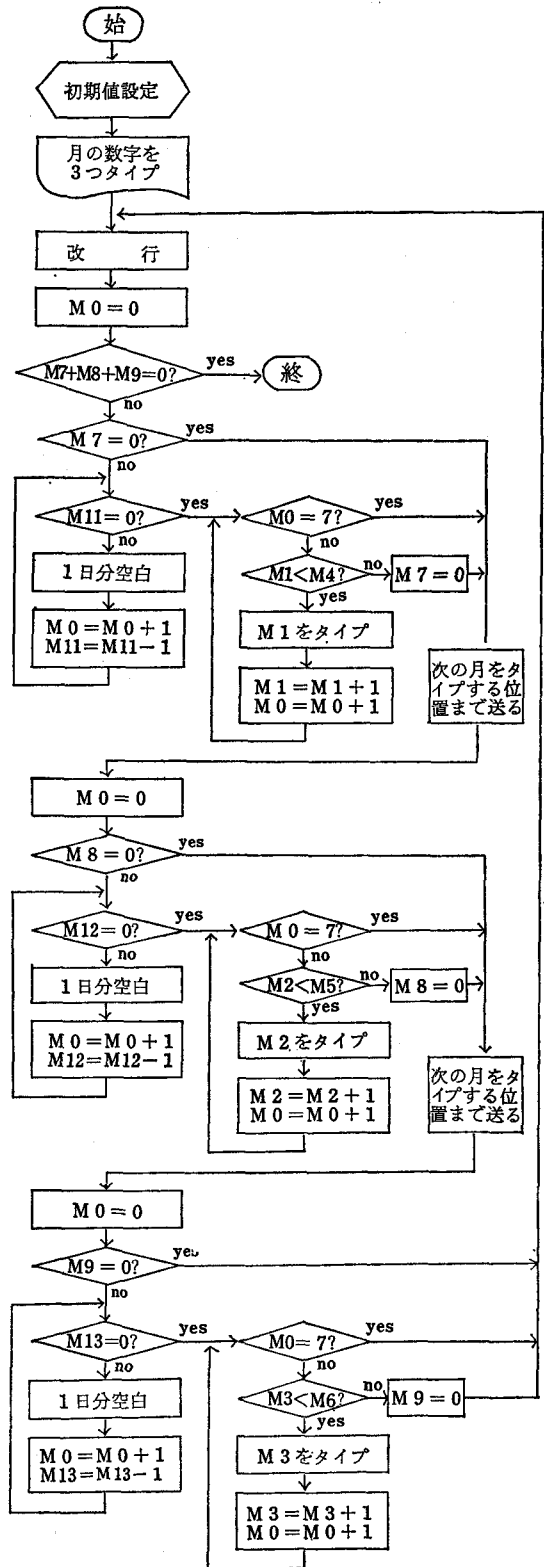 始
初期値設定
月の数字を
3つタイプ
改 行
M0=0
M7+M8+M9=0?
yes
終
no
M7=0?
yes
no
M11=0?
yes
no
1日分空白
M0=M0+1
M11=M11-1
M0=7?
yes
no
M1<M4?
no
M7=0
yes
M1をタイプ
M1=M1+1
M0=M0+1
次の月をタ
イプする位
置まで送る
M0=0
M8=0?
yes
no
M12=0?
yes
no
1日分空白
M0=M0+1
M12=M12-1
M0=7?
yes
no
M2<M5?
no
M8=0
yes
M2をタイプ
M2=M2+1
M0=M0+1
次の月をタ
イプする位
置まで送る
M0=0
M9=0?
yes
no
M13=0?
yes
no
1日分空白
M0=M0+1
M13=M13-1
M0=7?
yes
no
M3<M6?
no
M9=0
yes
M3をタイプ
M3=M3+1
M0=M0+1